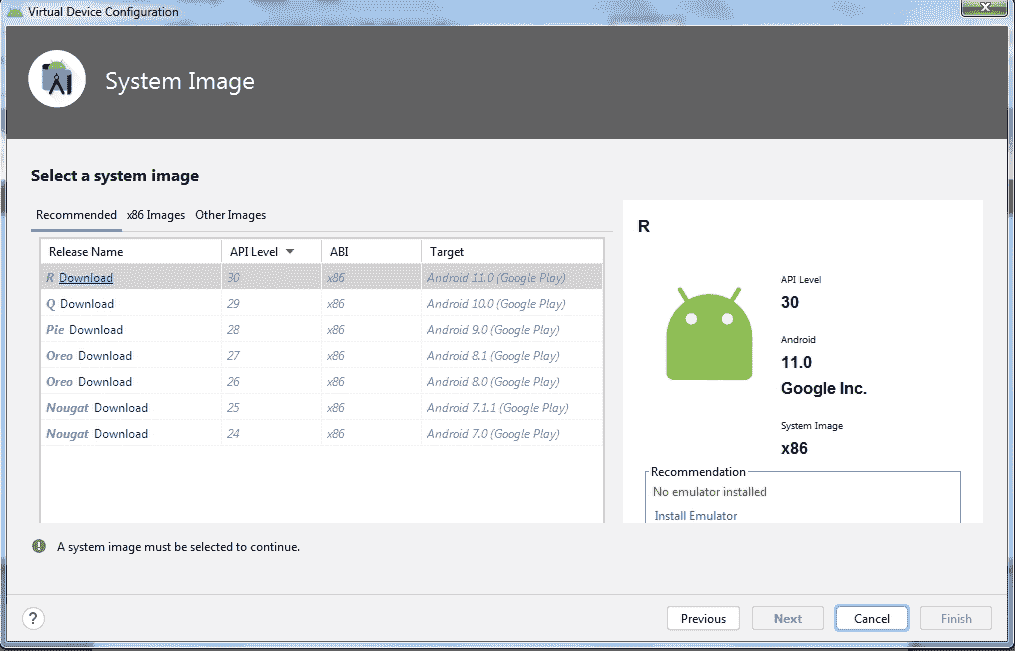 Virtual Device Configuration
System Image
Select a system image
Recommended x86 Images Other Images
Release Name API Level ABI Target
R Download 30 x86 Android 11.0 (Google Play)
Q Download 29 x86 Android 10.0 (Google Play)
Pie Download 28 x86 Android 9.0 (Google Play)
Oreo Download 27 x86 Android 8.1 (Google Play)
Oreo Download 26 x86 Android 8.0 (Google Play)
Nougat Download 25 x86 Android 7.1.1 (Google Play)
Nougat Download 24 x86 Android 7.0 (Google Play)
R
API Level
30
Android
11.0
Google Inc.
System Image
x86
Recommendation
No emulator installed
Install Emulator
A system image must be selected to continue.
? Previous Next Cancel Finish